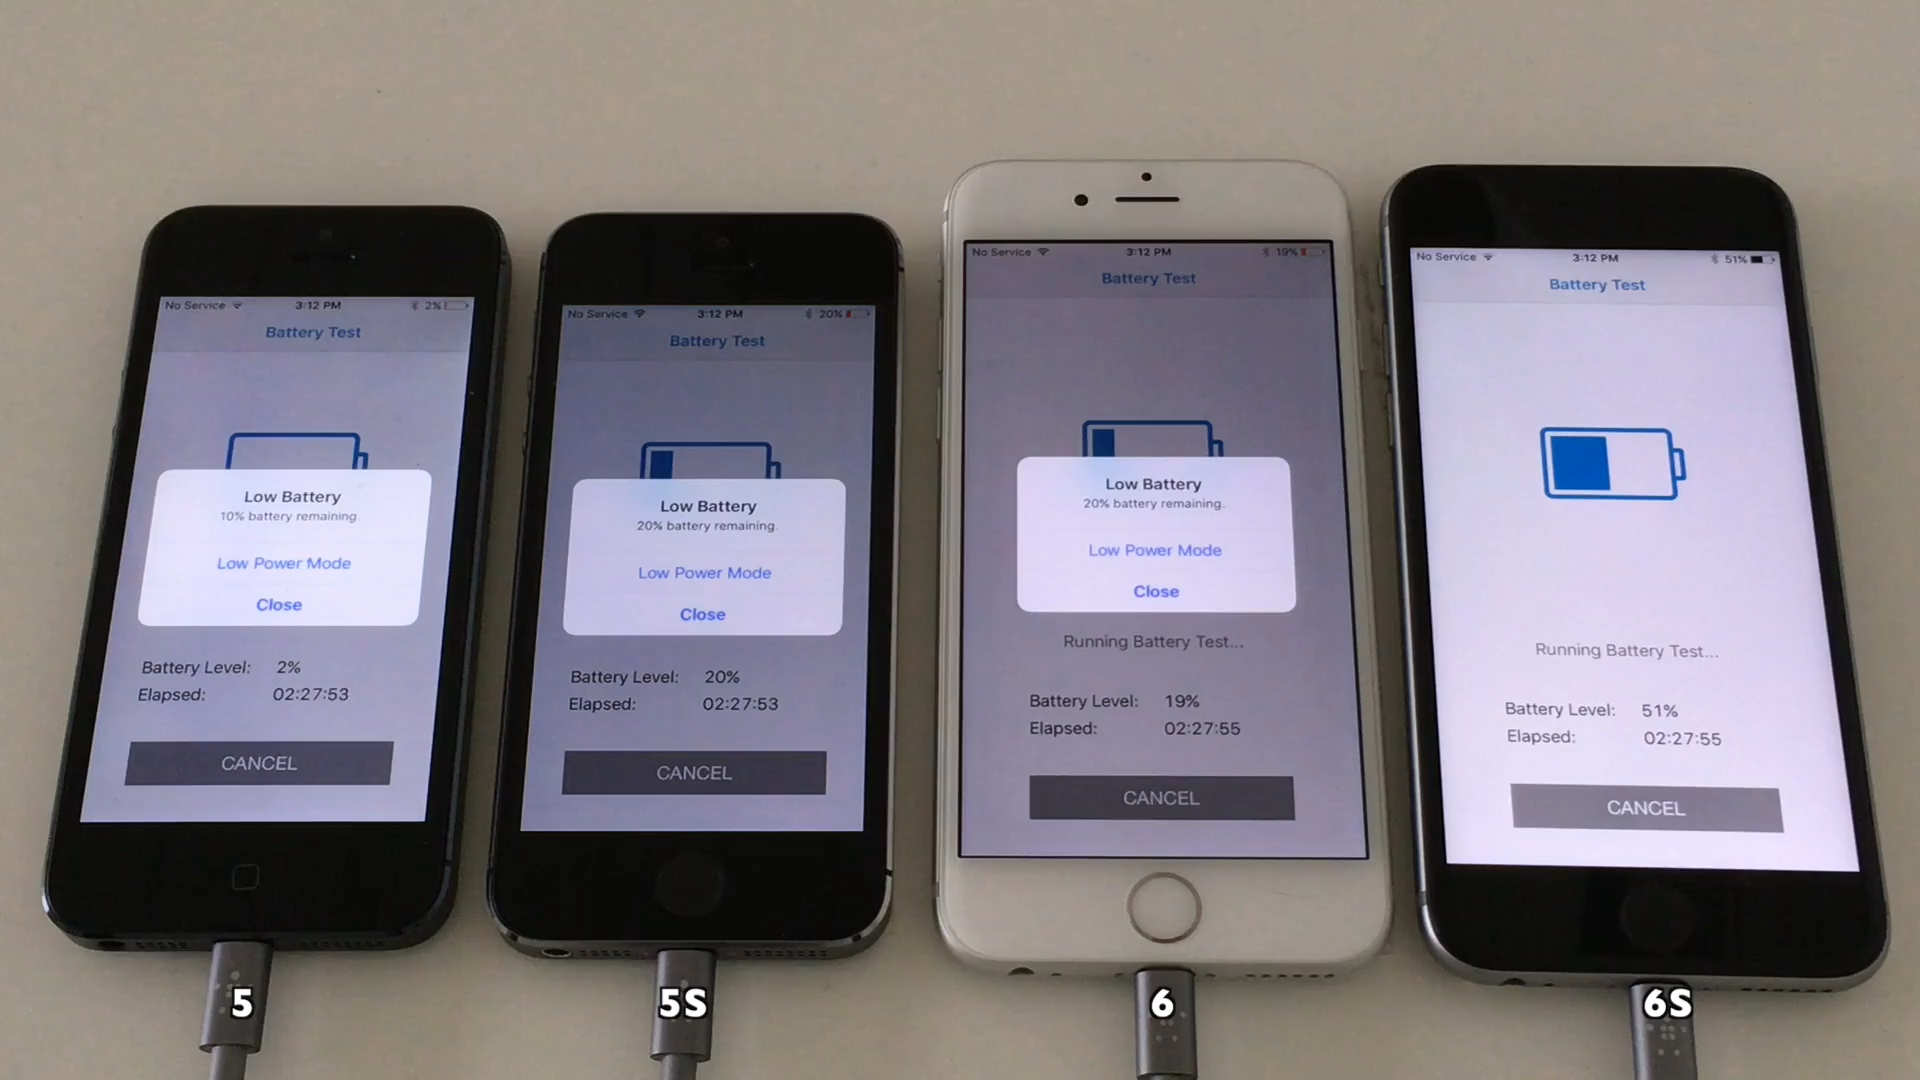 No Service 3:12 PM 2%
Battery Test
Low Battery
10% battery remaining.
Low Power Mode
Close
Battery Level: 2%
Elapsed: 02:27:53
CANCEL
5
No Service 3:12 PM 20%
Battery Test
Low Battery
20% battery remaining.
Low Power Mode
Close
Battery Level: 20%
Elapsed: 02:27:53
CANCEL
5S
No Service 3:12 PM 19%
Battery Test
Low Battery
20% battery remaining.
Low Power Mode
Close
Running Battery Test...
Battery Level: 19%
Elapsed: 02:27:55
CANCEL
6
No Service 3:12 PM 51%
Battery Test
Running Battery Test...
Battery Level: 51%
Elapsed: 02:27:55
CANCEL
6S